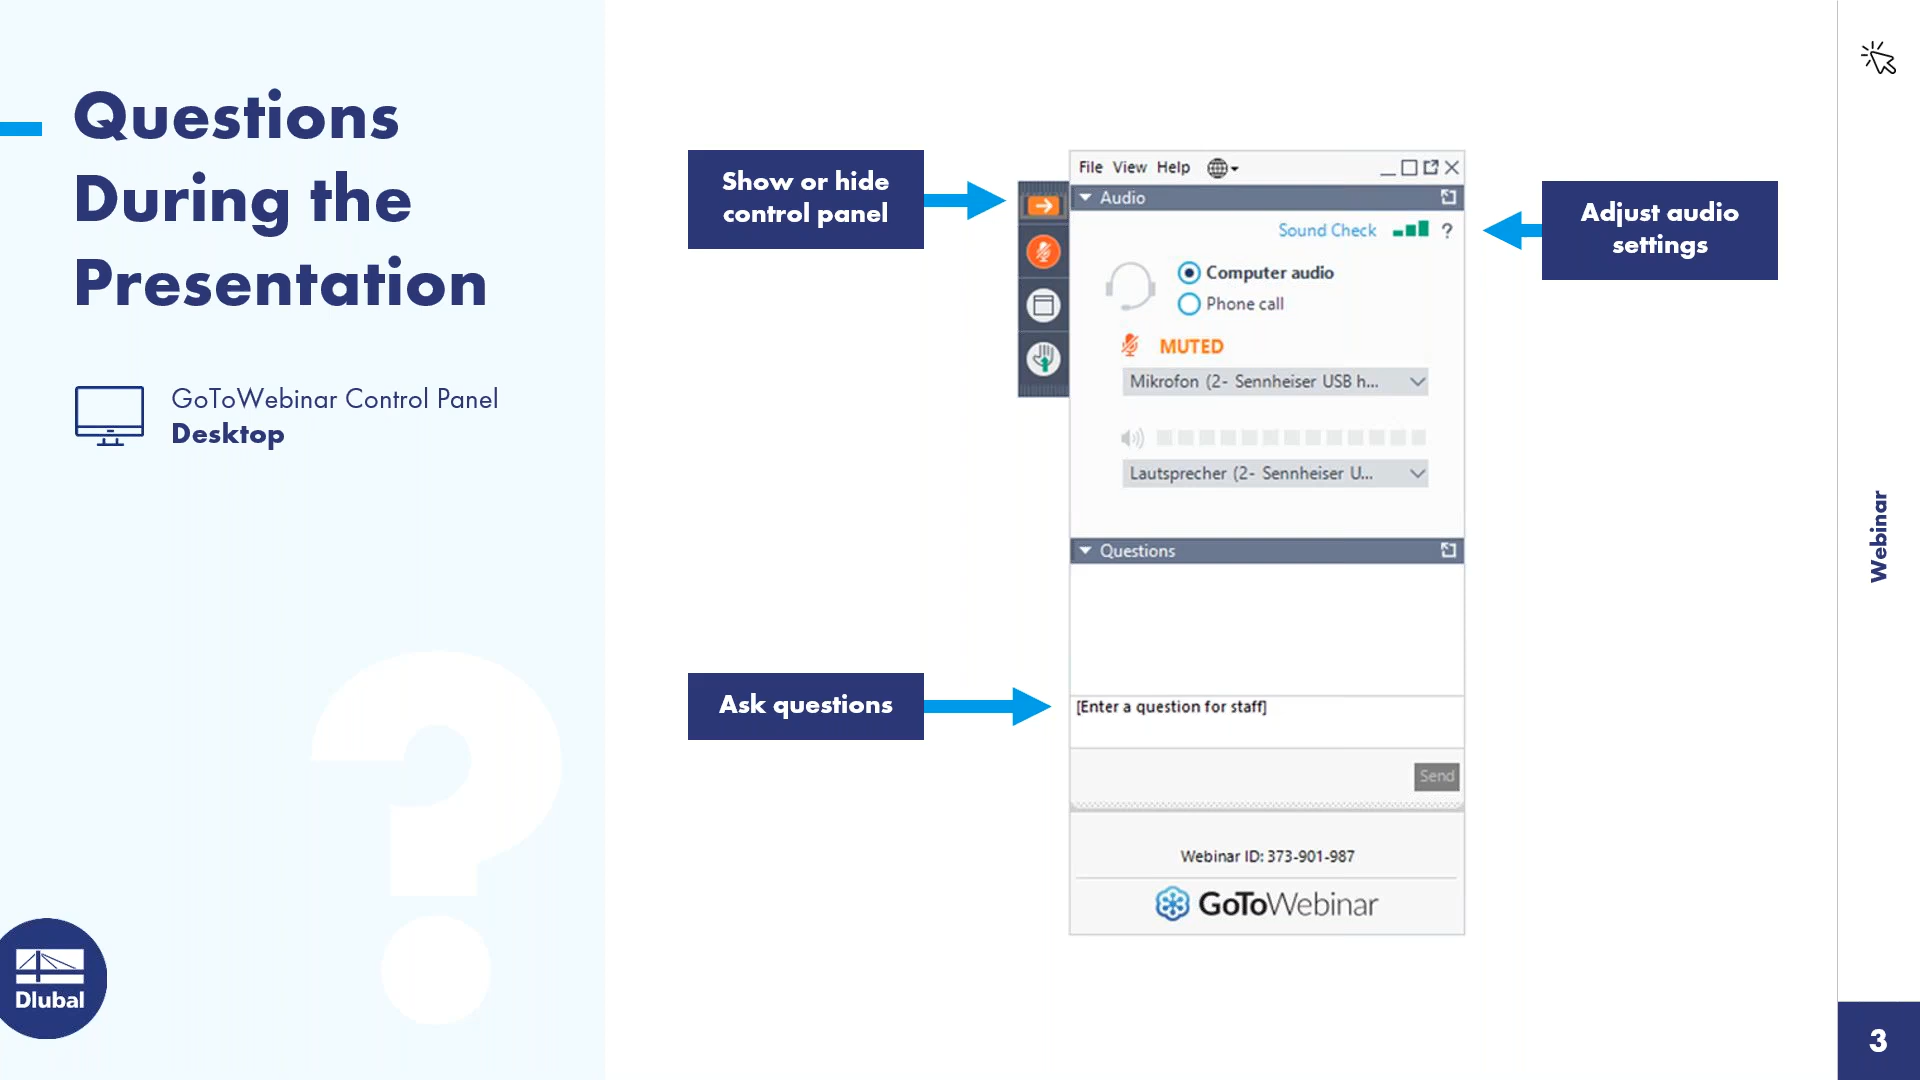 Questions
During the
Presentation
GoToWebinar Control Panel
Desktop
Dlubal
Show or hide
control panel
Ask questions
File View Help
Audio
Sound Check ?
Computer audio
Phone call
MUTED
Mikrofon (2- Sennheiser USB h...
Lautsprecher (2- Sennheiser U...
Questions
[Enter a question for staff]
Send
Webinar ID: 373-901-987
GoToWebinar
Adjust audio
settings
Webinar
3